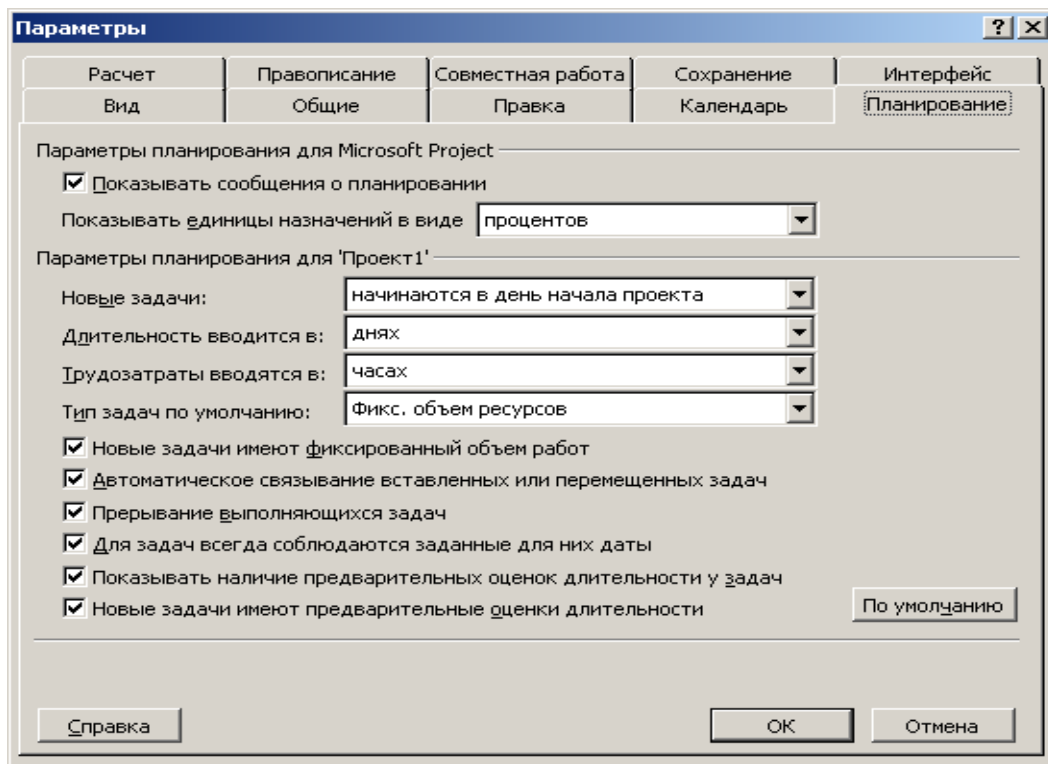 Параметры
Расчет Правописание Совместная работа Сохранение Интерфейс
Вид Общие Правка Календарь Планирование
Параметры планирования для Microsoft Project
Показывать сообщения о планировании
Показывать единицы назначений в виде процентов
Параметры планирования для 'Проект1'
Новые задачи: начинаются в день начала проекта
Длительность вводится в: днях
Трудозатраты вводятся в: часах
Тип задач по умолчанию: Фикс. объем ресурсов
Новые задачи имеют фиксированный объем работ
Автоматическое связывание вставленных или перемещенных задач
Прерывание выполняющихся задач
Для задач всегда соблюдаются заданные для них даты
Показывать наличие предварительных оценок длительности у задач
Новые задачи имеют предварительные оценки длительности
По умолчанию
Справка ОК Отмена